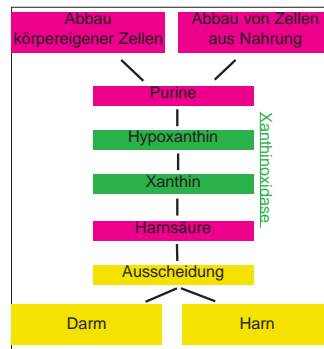 Abbau
körpereigener Zellen
Abbau von Zellen
aus Nahrung
Purine
Hypoxanthin
Xanthinoxidase
Xanthin
Harnsäure
Ausscheidung
Darm
Harn